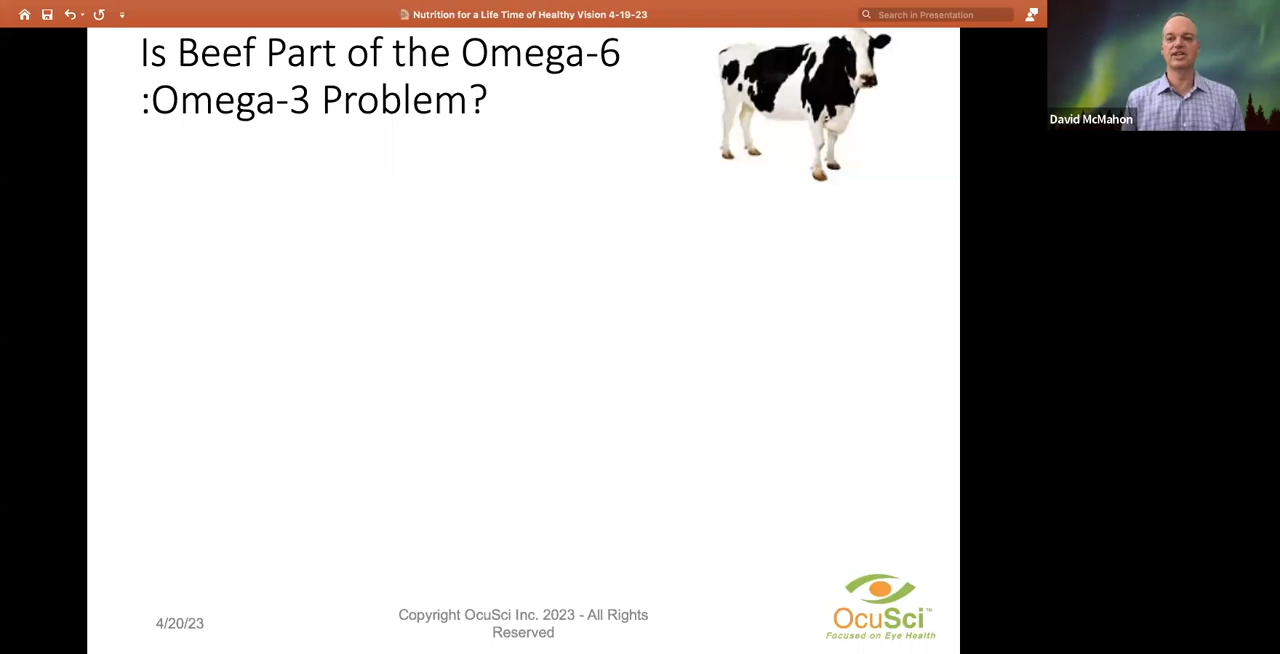 Nutrition for a Life Time of Healthy Vision 4-19-23
Search in Presentation
Is Beef Part of the Omega-6
:Omega-3 Problem?
David McMahon
4/20/23
Copyright OcuSci Inc. 2023 - All Rights
Reserved
OcuSci™
Focused on Eye Health